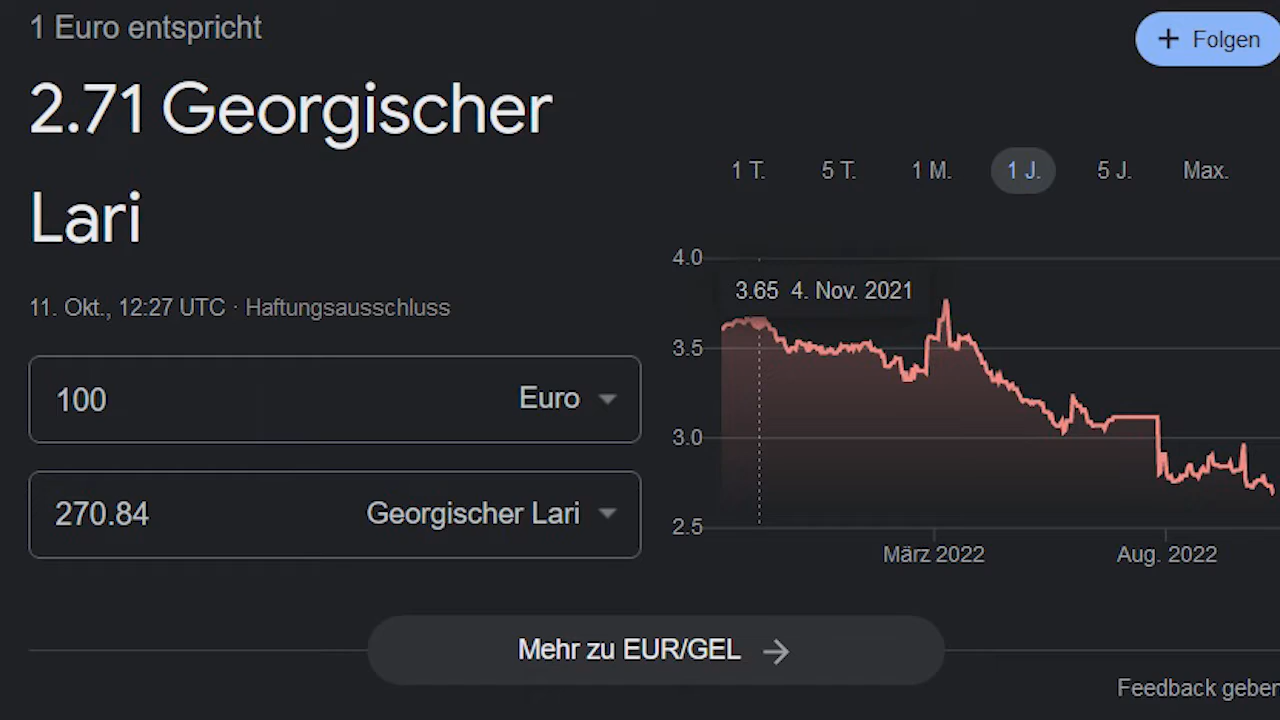 1 Euro entspricht
2.71 Georgischer
Lari
11. Okt., 12:27 UTC · Haftungsausschluss
100 Euro
270.84 Georgischer Lari
+ Folgen
1 T. 5 T. 1 M. 1 J. 5 J. Max.
4.0
3.65 4. Nov. 2021
3.5
3.0
2.5
März 2022 Aug. 2022
Mehr zu EUR/GEL →
Feedback geben